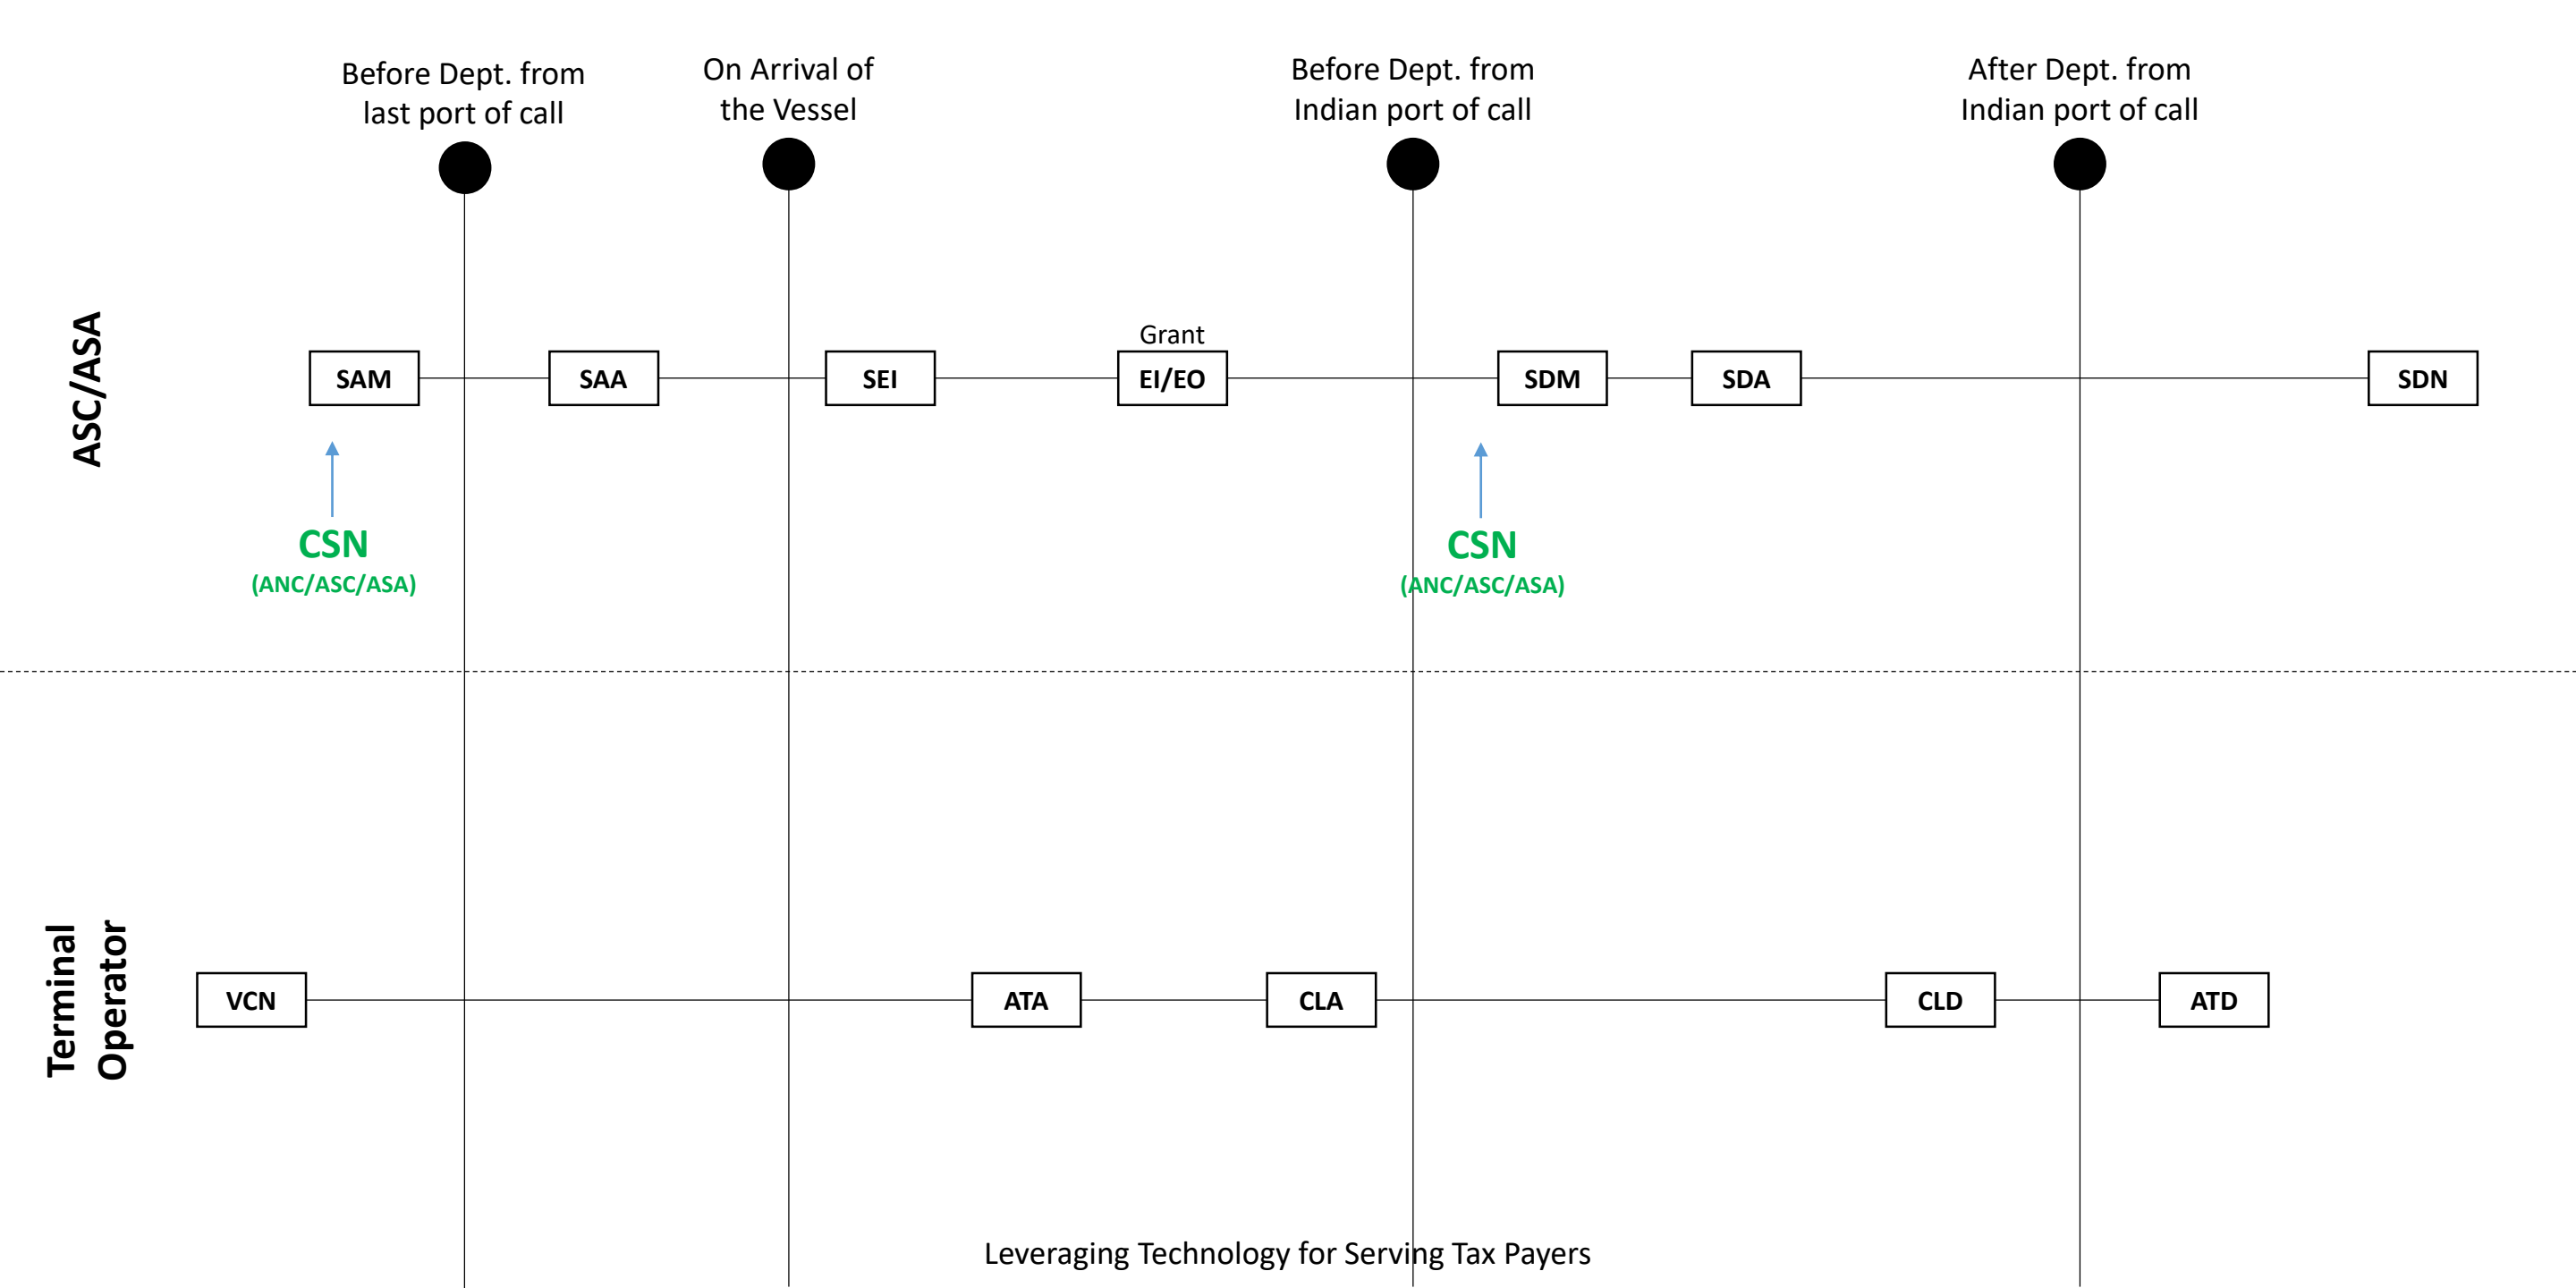 Before Dept. from
last port of call
On Arrival of
the Vessel
Before Dept. from
Indian port of call
After Dept. from
Indian port of call
ASC/ASA
Grant
SAM
SAA
SEI
EI/EO
SDM
SDA
SDN
CSN
(ANC/ASC/ASA)
CSN
(ANC/ASC/ASA)
Terminal
Operator
VCN
ATA
CLA
CLD
ATD
Leveraging Technology for Serving Tax Payers